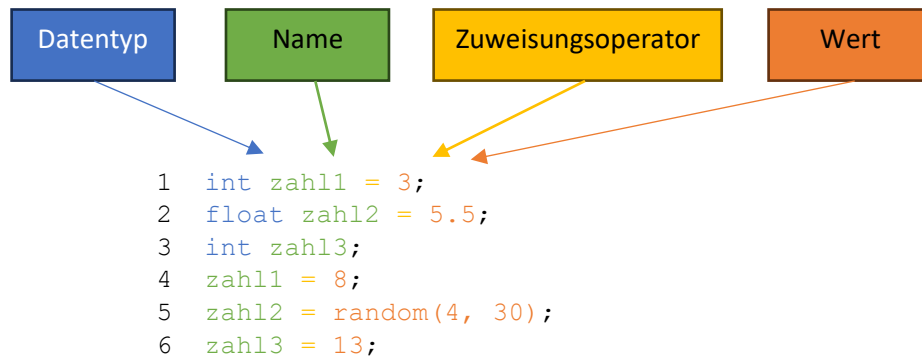 Datentyp Name Zuweisungsoperator Wert
1 int zahl1 = 3;
2 float zahl2 = 5.5;
3 int zahl3;
4 zahl1 = 8;
5 zahl2 = random(4, 30);
6 zahl3 = 13;